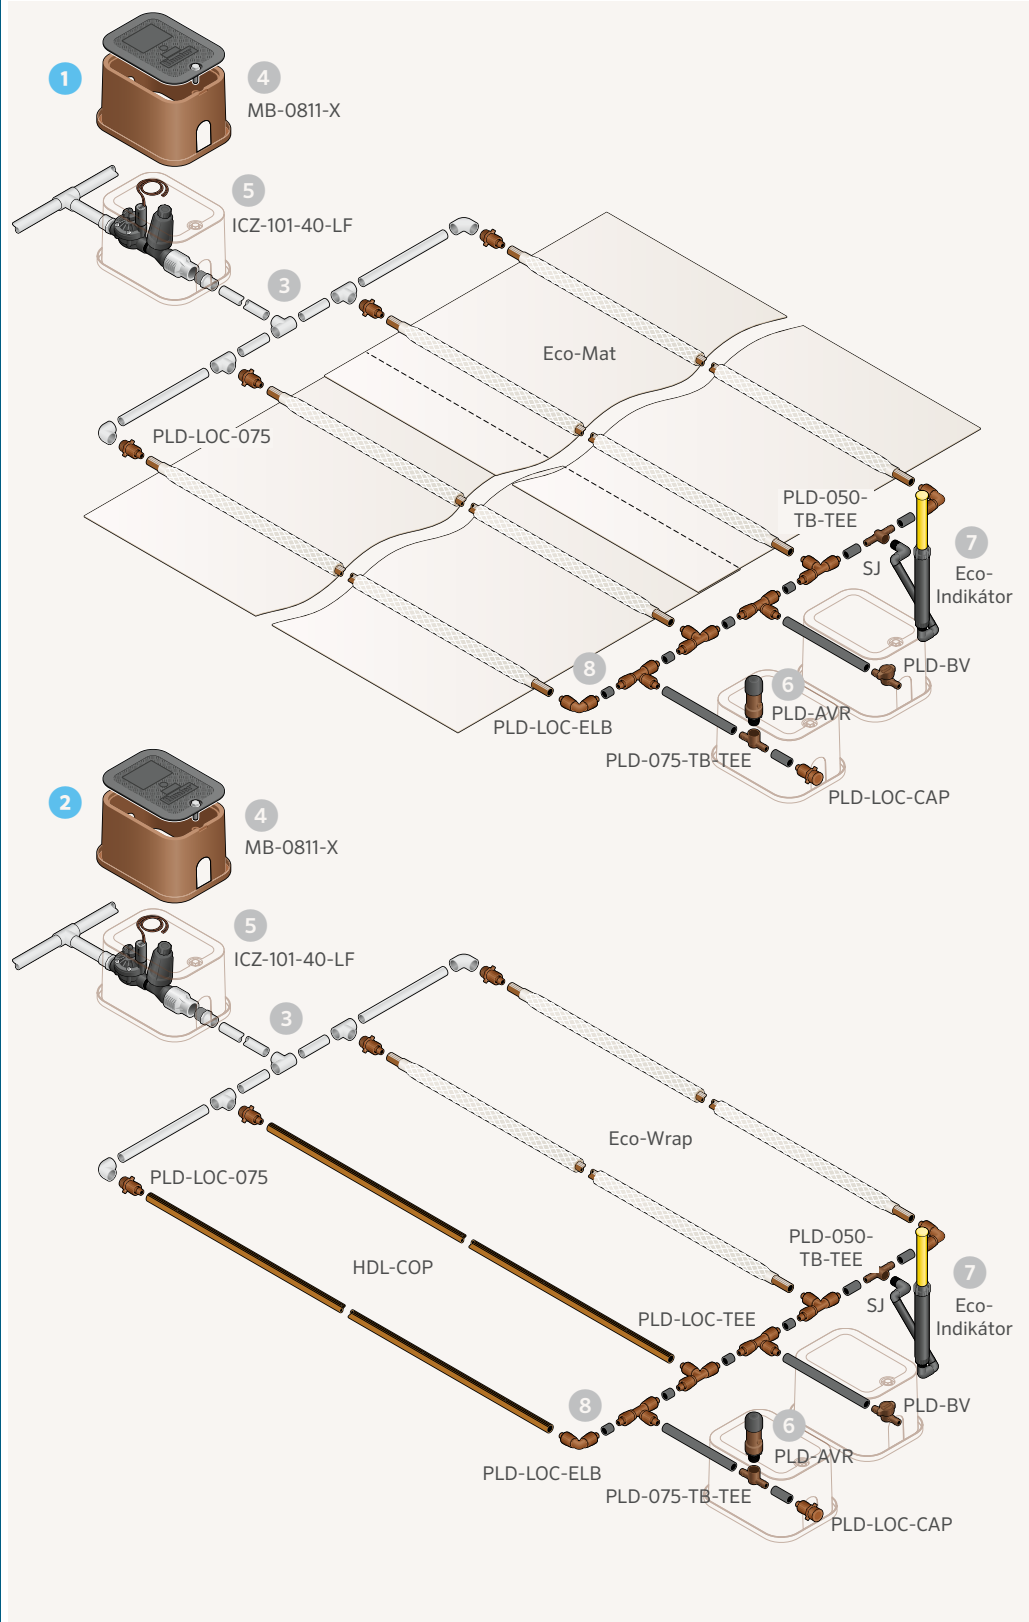 1
4
MB-0811-X
5
ICZ-101-40-LF
3
Eco-Mat
PLD-LOC-075
PLD-050-
TB-TEE
7
SJ
Eco-
Indikátor
8
PLD-BV
6
PLD-AVR
PLD-LOC-ELB
PLD-075-TB-TEE
PLD-LOC-CAP
2
4
MB-0811-X
5
ICZ-101-40-LF
3
Eco-Wrap
PLD-LOC-075
PLD-050-
TB-TEE
HDL-COP
7
SJ
Eco-
Indikátor
PLD-LOC-TEE
8
PLD-BV
6
PLD-AVR
PLD-LOC-ELB
PLD-075-TB-TEE
PLD-LOC-CAP